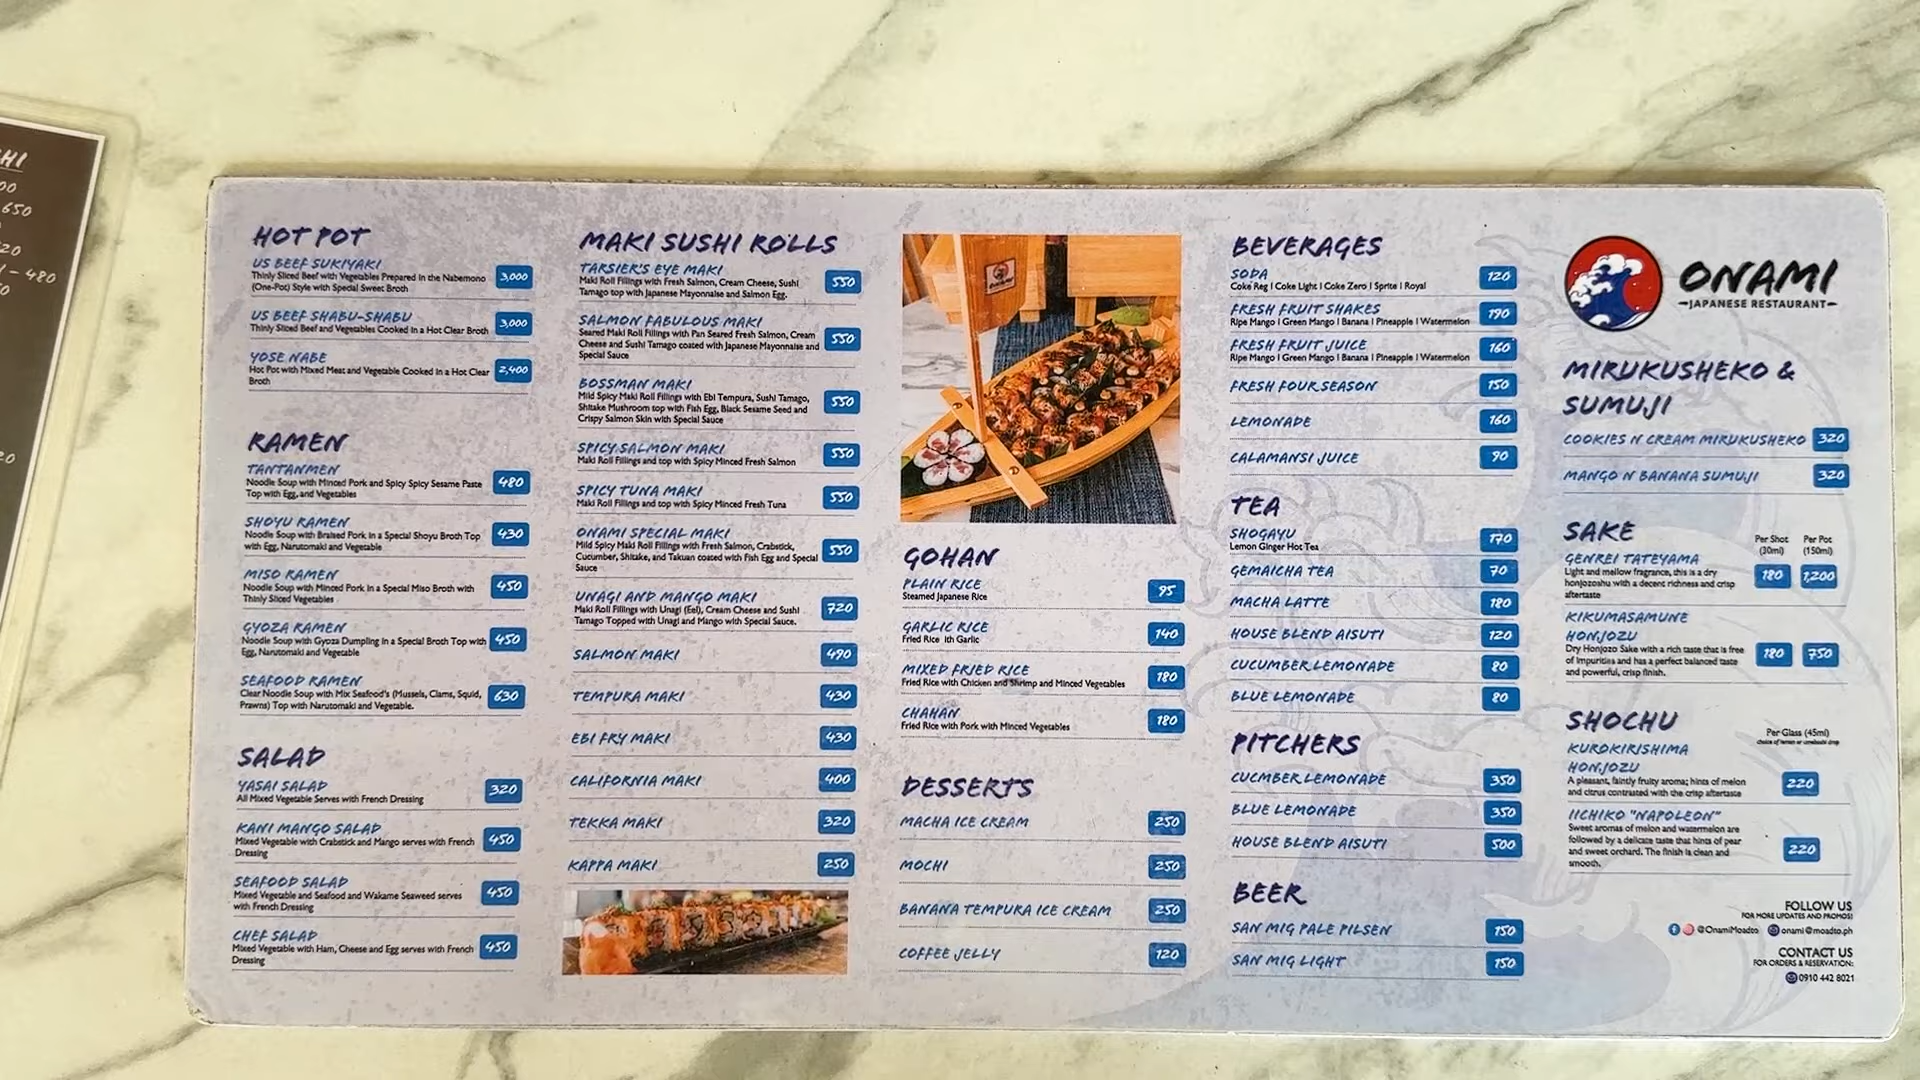 HI
00
650
20
- 480
0
20
HOT POT
US BEEF SUKIYAKI
Thinly Sliced Beef with Vegetables Prepared in the Nabemono
(One-Pot) Style with Special Sweet Broth
3,000
US BEEF SHABU-SHABU
Thinly Sliced Beef and Vegetables Cooked in a Hot Clear Broth
3,000
YOSE NABE
Hot Pot with Mixed Meat and Vegetable Cooked in a Hot Clear
Broth
2,400
RAMEN
TANTANMEN
Noodle Soup with Minced Pork and Spicy Spicy Sesame Paste
Top with Egg, and Vegetables
480
SHOYU RAMEN
Noodle Soup with Braised Pork in a Special Shoyu Broth Top
with Egg, Narutomaki and Vegetable
430
MISO RAMEN
Noodle Soup with Minced Pork in a Special Miso Broth with
Thinly Sliced Vegetables
450
GYOZA RAMEN
Noodle Soup with Gyoza Dumpling in a Special Broth Top with
Egg, Narutomaki and Vegetable
450
SEAFOOD RAMEN
Clear Noodle Soup with Mix Seafood's (Mussels, Clams, Squid,
Prawns) Top with Narutomaki and Vegetable.
630
SALAD
YASAI SALAD
All Mixed Vegetable Serves with French Dressing
320
KANI MANGO SALAD
Mixed Vegetable with Crabstick and Mango serves with French
Dressing
450
SEAFOOD SALAD
Mixed Vegetable and Seafood and Wakame Seaweed serves
with French Dressing
450
CHEF SALAD
Mixed Vegetable with Ham, Cheese and Egg serves with French
Dressing
450
MAKI SUSHI ROLLS
TARSIER'S EYE MAKI
Maki Roll Fillings with Fresh Salmon, Cream Cheese, Sushi
Tamago top with Japanese Mayonnaise and Salmon Egg.
550
SALMON FABULOUS MAKI
Seared Maki Roll Fillings with Pan Seared Fresh Salmon, Cream
Cheese and Sushi Tamago coated with Japanese Mayonnaise and
Special Sauce
550
BOSSMAN MAKI
Mild Spicy Maki Roll Fillings with Ebi Tempura, Sushi Tamago,
Shitake Mushroom top with Fish Egg, Black Sesame Seed and
Crispy Salmon Skin with Special Sauce
550
SPICY SALMON MAKI
Maki Roll Fillings and top with Spicy Minced Fresh Salmon
550
SPICY TUNA MAKI
Maki Roll Fillings and top with Spicy Minced Fresh Tuna
550
ONAMI SPECIAL MAKI
Mild Spicy Maki Roll Fillings with Fresh Salmon, Crabstick,
Cucumber, Shitake, and Takuan coated with Fish Egg and Special
Sauce
550
UNAGI AND MANGO MAKI
Maki Roll Fillings with Unagi (Eel), Cream Cheese and Sushi
Tamago Topped with Unagi and Mango with Special Sauce.
720
SALMON MAKI 490
TEMPURA MAKI 430
EBI FRY MAKI 430
CALIFORNIA MAKI 400
TEKKA MAKI 320
KAPPA MAKI 250
GOHAN
PLAIN RICE
Steamed Japanese Rice
95
GARLIC RICE
Fried Rice ith Garlic
140
MIXED FRIED RICE
Fried Rice with Chicken and Shrimp and Minced Vegetables
180
CHAHAN
Fried Rice with Pork with Minced Vegetables
180
DESSERTS
MACHA ICE CREAM 250
MOCHI 250
BANANA TEMPURA ICE CREAM 250
COFFEE JELLY 120
BEVERAGES
SODA
Coke Reg | Coke Light | Coke Zero | Sprite | Royal
120
FRESH FRUIT SHAKES
Ripe Mango | Green Mango | Banana | Pineapple | Watermelon
190
FRESH FRUIT JUICE
Ripe Mango | Green Mango | Banana | Pineapple | Watermelon
160
FRESH FOUR SEASON 150
LEMONADE 160
CALAMANSI JUICE 90
TEA
SHOGAYU
Lemon Ginger Hot Tea
170
GEMAICHA TEA 70
MACHA LATTE 180
HOUSE BLEND AISUTI 120
CUCUMBER LEMONADE 80
BLUE LEMONADE 80
PITCHERS
CUCMBER LEMONADE 350
BLUE LEMONADE 350
HOUSE BLEND AISUTI 500
BEER
SAN MIG PALE PILSEN 150
SAN MIG LIGHT 150
ONAMI
JAPANESE RESTAURANT
MIRUKUSHEKO &
SUMUJI
COOKIES N CREAM MIRUKUSHEKO 320
MANGO N BANANA SUMUJI 320
SAKE
Per Shot
(30ml)
Per Pot
(150ml)
GENREI TATEYAMA
Light and mellow fragrance, this is a dry
honjozoshu with a decent richness and crisp
aftertaste
180 1,200
KIKUMASAMUNE
HONJOZU
Dry Honjozo Sake with a rich taste that is free
of impurities and has a perfect balanced taste
and powerful, crisp finish.
180 750
SHOCHU
Per Glass (45ml)
KUROKIRISHIMA
HONJOZU
A pleasant, faintly fruity aroma; hints of melon
and citrus contrasted with the crisp aftertaste
220
IICHIKO "NAPOLEON"
Sweet aromas of melon and watermelon are
followed by a delicate taste that hints of pear
and sweet orchard. The finish is clean and
smooth.
220
FOLLOW US
FOR MORE UPDATES AND PROMOS!
@OnamiMoadto onami@moadto.ph
CONTACT US
FOR ORDERS & RESERVATION:
0910 442 8021